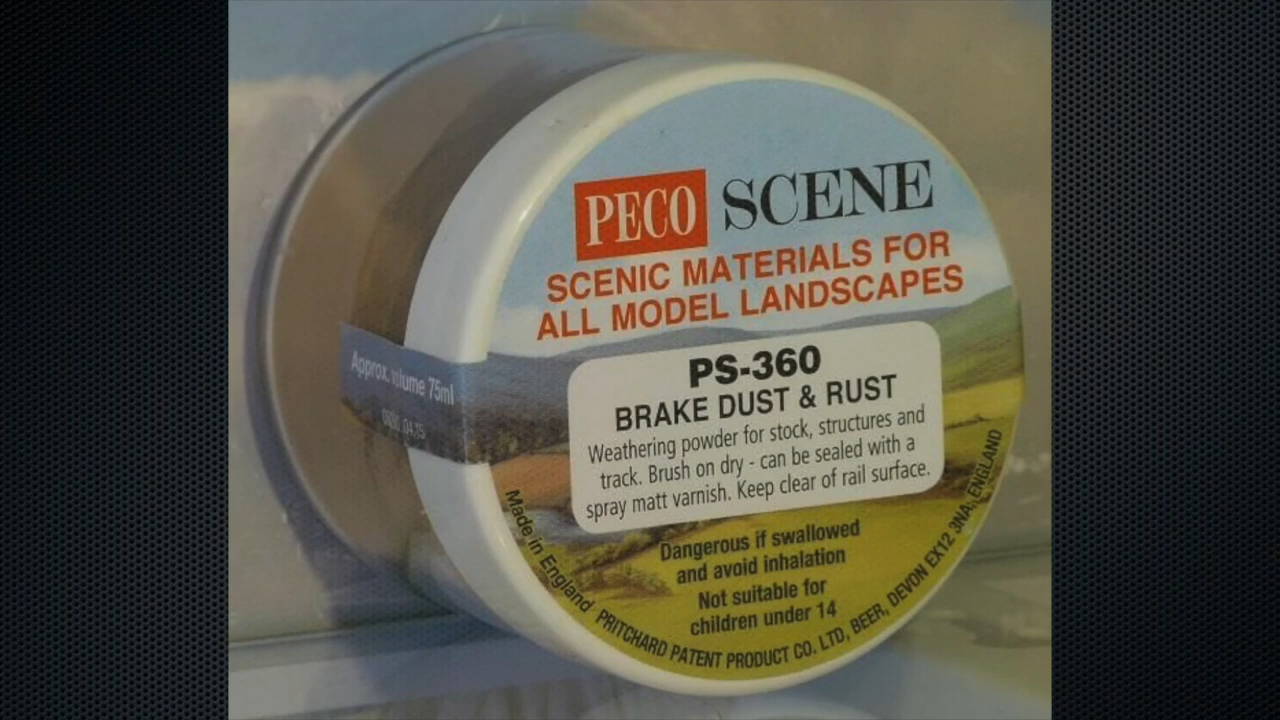 PECO SCENE
SCENIC MATERIALS FOR
ALL MODEL LANDSCAPES
PS-360
BRAKE DUST & RUST
Weathering powder for stock, structures and
track. Brush on dry - can be sealed with a
spray matt varnish. Keep clear of rail surface.
Dangerous if swallowed
and avoid inhalation
Not suitable for
children under 14
Made in England
PRITCHARD PATENT PRODUCT CO. LTD, BEER, DEVON EX12 3NA, ENGLAND
Approx. volume 75ml